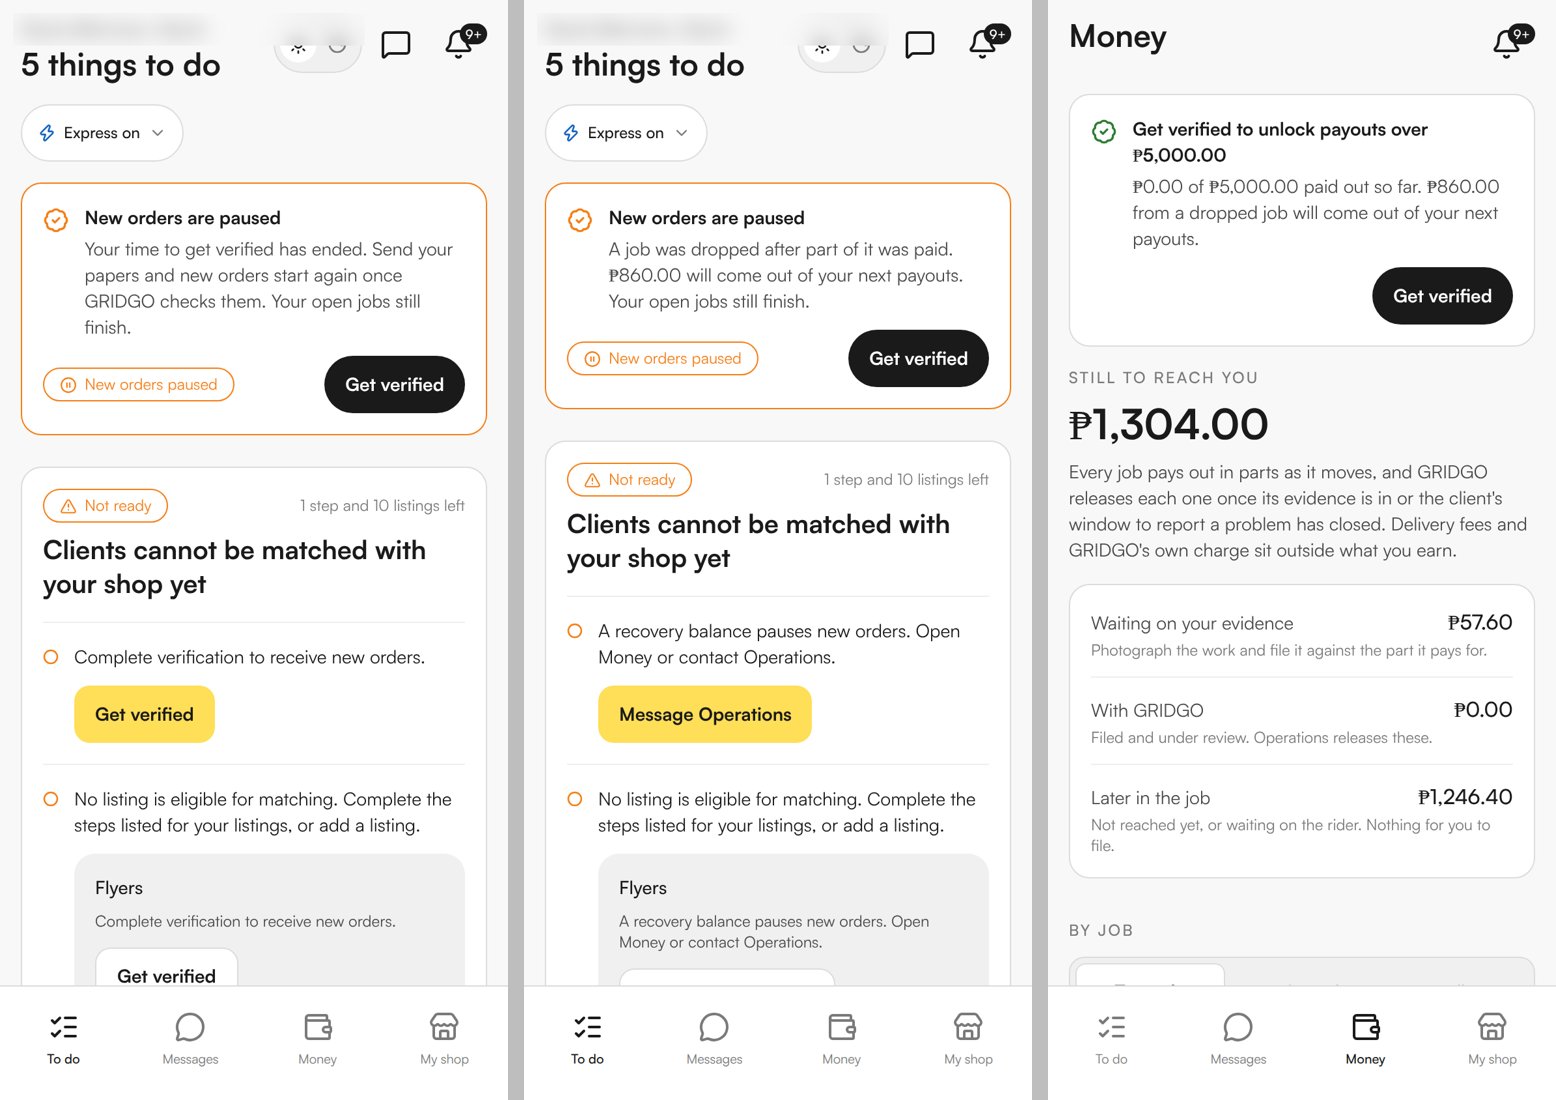 5 things to do
9+
Express on
New orders are paused
Your time to get verified has ended. Send your
papers and new orders start again once
GRIDGO checks them. Your open jobs still
finish.
New orders paused
Get verified
Not ready
1 step and 10 listings left
Clients cannot be matched with
your shop yet
Complete verification to receive new orders.
Get verified
No listing is eligible for matching. Complete the
steps listed for your listings, or add a listing.
Flyers
Complete verification to receive new orders.
Get verified
To do
Messages
Money
My shop
5 things to do
9+
Express on
New orders are paused
A job was dropped after part of it was paid.
₱860.00 will come out of your next payouts.
Your open jobs still finish.
New orders paused
Get verified
Not ready
1 step and 10 listings left
Clients cannot be matched with
your shop yet
A recovery balance pauses new orders. Open
Money or contact Operations.
Message Operations
No listing is eligible for matching. Complete the
steps listed for your listings, or add a listing.
Flyers
A recovery balance pauses new orders. Open
Money or contact Operations.
To do
Messages
Money
My shop
Money
9+
Get verified to unlock payouts over
₱5,000.00
₱0.00 of ₱5,000.00 paid out so far. ₱860.00
from a dropped job will come out of your next
payouts.
Get verified
STILL TO REACH YOU
₱1,304.00
Every job pays out in parts as it moves, and GRIDGO
releases each one once its evidence is in or the client's
window to report a problem has closed. Delivery fees and
GRIDGO's own charge sit outside what you earn.
Waiting on your evidence
₱57.60
Photograph the work and file it against the part it pays for.
With GRIDGO
₱0.00
Filed and under review. Operations releases these.
Later in the job
₱1,246.40
Not reached yet, or waiting on the rider. Nothing for you to
file.
BY JOB
To do
Messages
Money
My shop